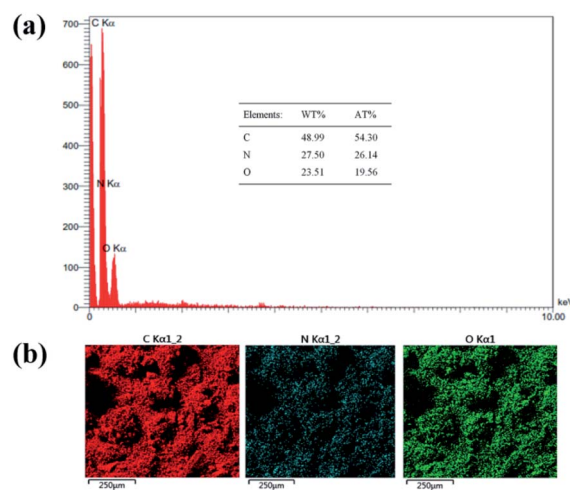 (a)
C Kα
700
600
500
400
300
200
100
0
N Kα
O Kα
Elements: WT% AT%
C 48.99 54.30
N 27.50 26.14
O 23.51 19.56
0 10.00
keV
(b)
C Kα1_2 N Kα1_2 O Kα1
250μm 250μm 250μm